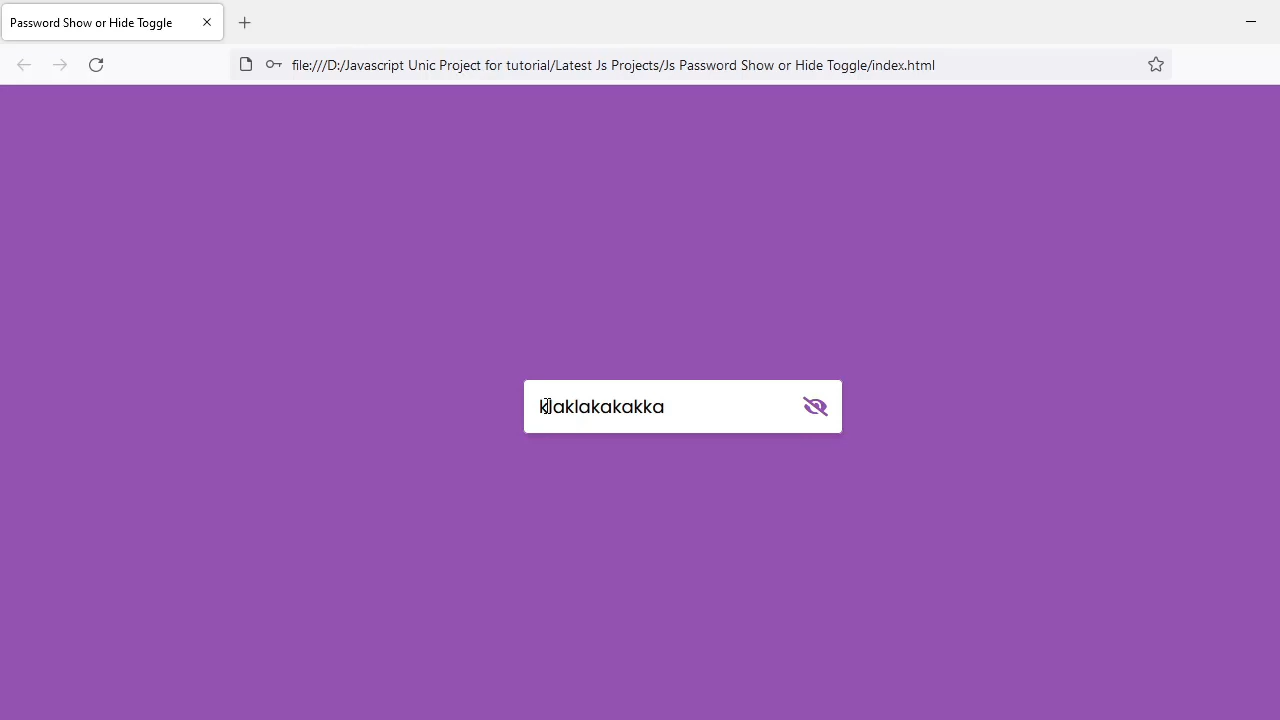 Password Show or Hide Toggle
file:///D:/Javascript Unic Project for tutorial/Latest Js Projects/Js Password Show or Hide Toggle/index.html